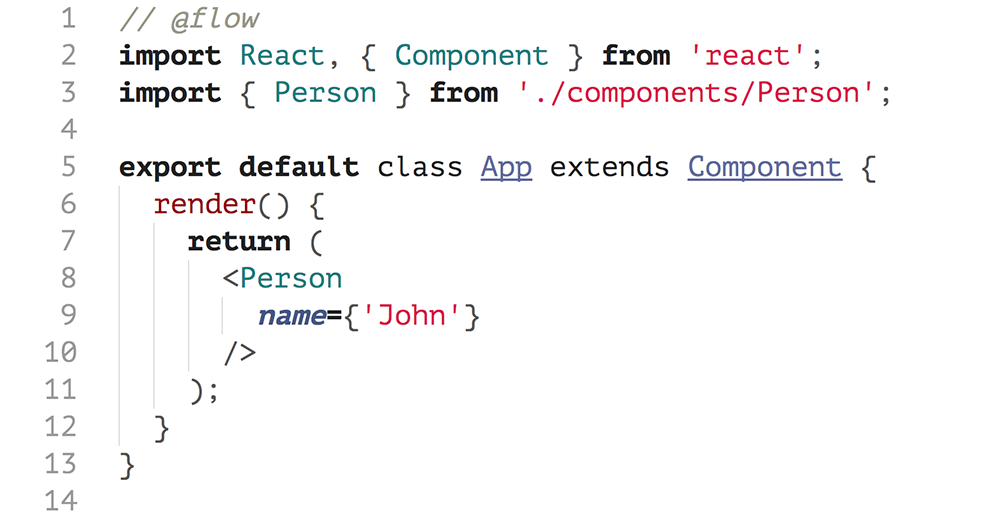 1 // @flow
2 import React, { Component } from 'react';
3 import { Person } from './components/Person';
4
5 export default class App extends Component {
6 render() {
7 return (
8 <Person
9 name={'John'}
10 />
11 );
12 }
13 }
14